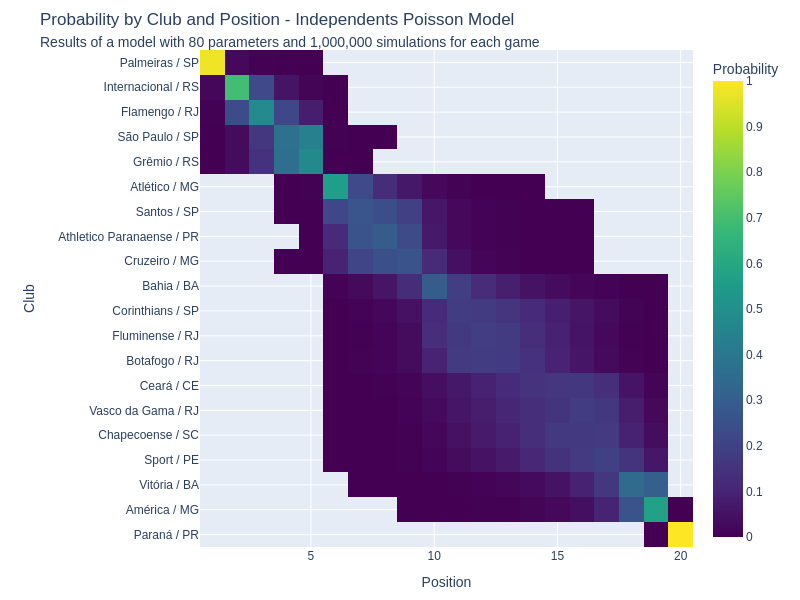 Probability by Club and Position - Independents Poisson Model
Results of a model with 80 parameters and 1,000,000 simulations for each game
Probability
Club
Palmeiras / SP
Internacional / RS
Flamengo / RJ
São Paulo / SP
Grêmio / RS
Atlético / MG
Santos / SP
Athletico Paranaense / PR
Cruzeiro / MG
Bahia / BA
Corinthians / SP
Fluminense / RJ
Botafogo / RJ
Ceará / CE
Vasco da Gama / RJ
Chapecoense / SC
Sport / PE
Vitória / BA
América / MG
Paraná / PR
1
0.9
0.8
0.7
0.6
0.5
0.4
0.3
0.2
0.1
0
5 10 15 20
Position